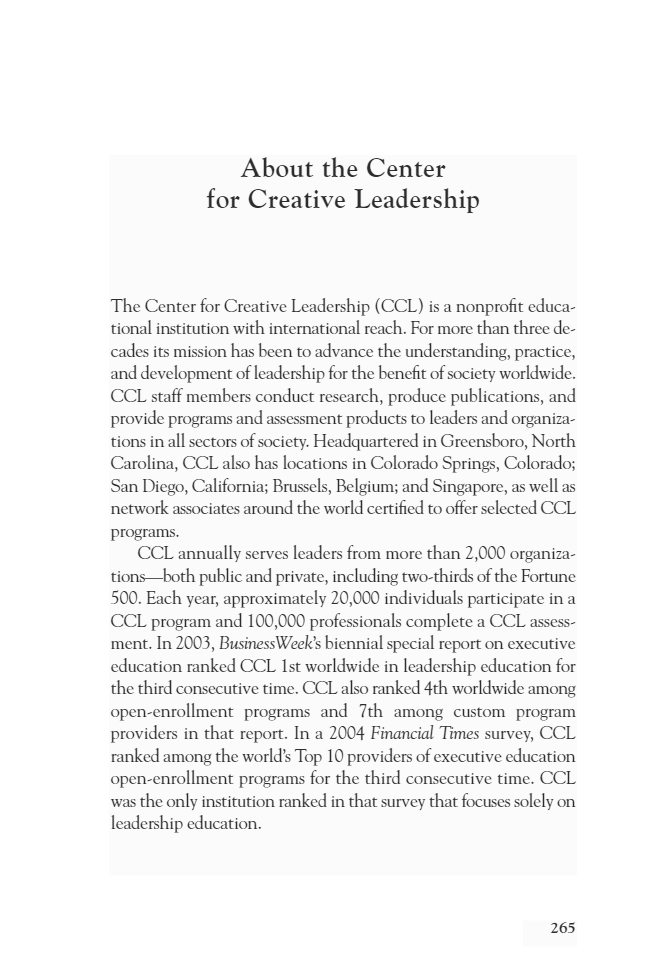 About the Center
for Creative Leadership
The Center for Creative Leadership (CCL) is a nonprofit educa-
tional institution with international reach. For more than three de-
cades its mission has been to advance the understanding, practice,
and development of leadership for the benefit of society worldwide.
CCL staff members conduct research, produce publications, and
provide programs and assessment products to leaders and organiza-
tions in all sectors of society. Headquartered in Greensboro, North
Carolina, CCL also has locations in Colorado Springs, Colorado;
San Diego, California; Brussels, Belgium; and Singapore, as well as
network associates around the world certified to offer selected CCL
programs.
CCL annually serves leaders from more than 2,000 organiza-
tions—both public and private, including two-thirds of the Fortune
500. Each year, approximately 20,000 individuals participate in a
CCL program and 100,000 professionals complete a CCL assess-
ment. In 2003, BusinessWeek's biennial special report on executive
education ranked CCL 1st worldwide in leadership education for
the third consecutive time. CCL also ranked 4th worldwide among
open-enrollment programs and 7th among custom program
providers in that report. In a 2004 Financial Times survey, CCL
ranked among the world's Top 10 providers of executive education
open-enrollment programs for the third consecutive time. CCL
was the only institution ranked in that survey that focuses solely on
leadership education.
265